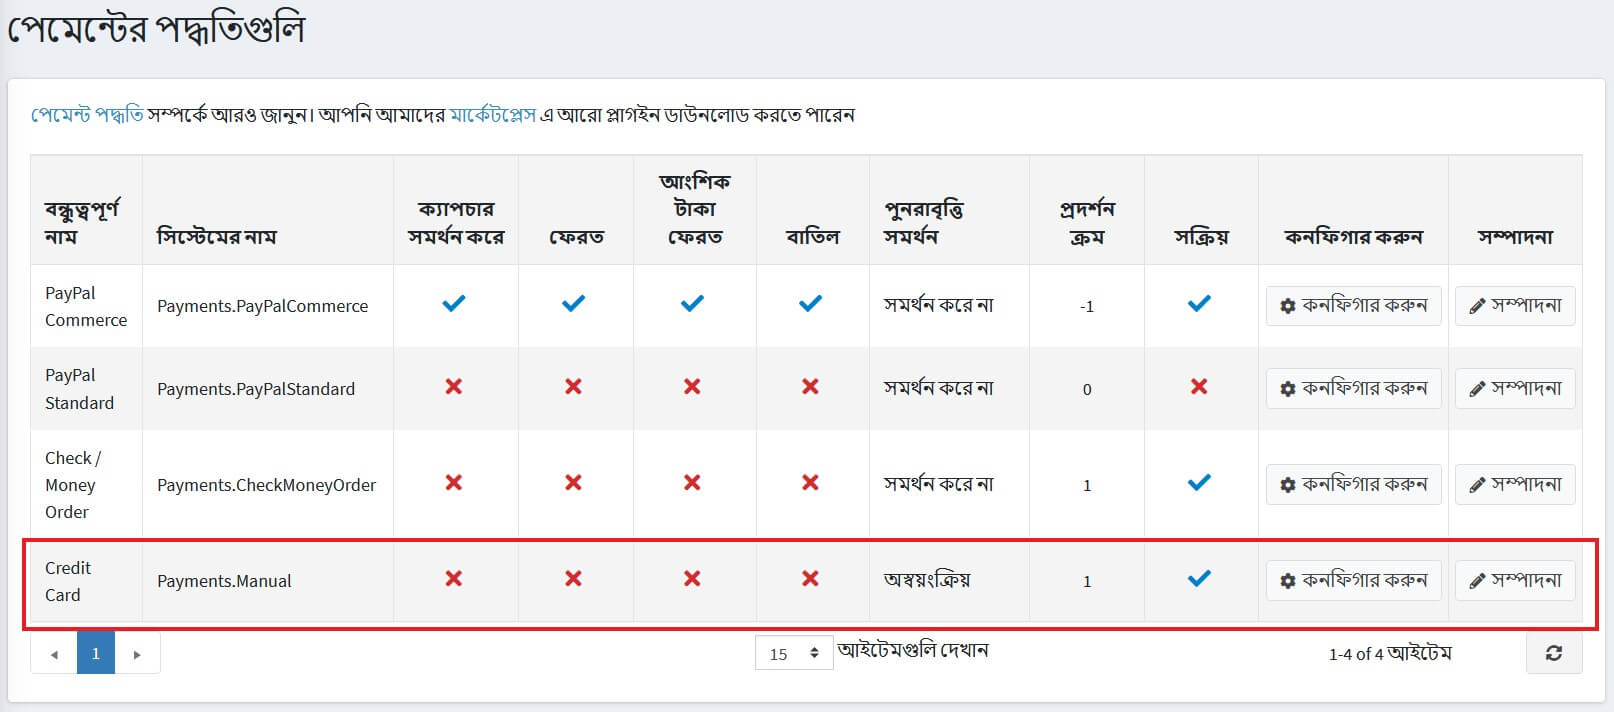 পেমেন্টের পদ্ধতিগুলি
পেমেন্ট পদ্ধতি সম্পর্কে আরও জানুন। আপনি আমাদের মার্কেটপ্লেস এ আরো প্লাগইন ডাউনলোড করতে পারেন
বন্ধুত্বপূর্ণ নাম সিস্টেমের নাম ক্যাপচার সমর্থন করে ফেরত আংশিক টাকা ফেরত বাতিল পুনরাবৃত্তি সমর্থন প্রদর্শন ক্রম সক্রিয় কনফিগার করুন সম্পাদনা
PayPal Commerce Payments.PayPalCommerce সমর্থন করে না -1 কনফিগার করুন সম্পাদনা
PayPal Standard Payments.PayPalStandard সমর্থন করে না 0 কনফিগার করুন সম্পাদনা
Check / Money Order Payments.CheckMoneyOrder সমর্থন করে না 1 কনফিগার করুন সম্পাদনা
Credit Card Payments.Manual অস্বয়ংক্রিয় 1 কনফিগার করুন সম্পাদনা
1 15 আইটেমগুলি দেখান 1-4 of 4 আইটেম